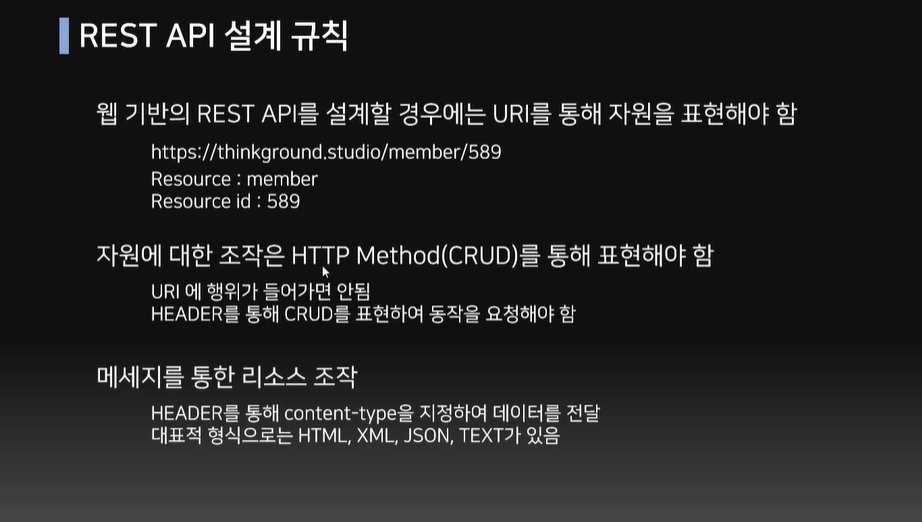 REST API 설계 규칙
웹 기반의 REST API를 설계할 경우에는 URI를 통해 자원을 표현해야 함
https://thinkground.studio/member/589
Resource : member
Resource id : 589
자원에 대한 조작은 HTTP Method(CRUD)를 통해 표현해야 함
URI 에 행위가 들어가면 안됨
HEADER를 통해 CRUD를 표현하여 동작을 요청해야 함
메세지를 통한 리소스 조작
HEADER를 통해 content-type을 지정하여 데이터를 전달
대표적 형식으로는 HTML, XML, JSON, TEXT가 있음